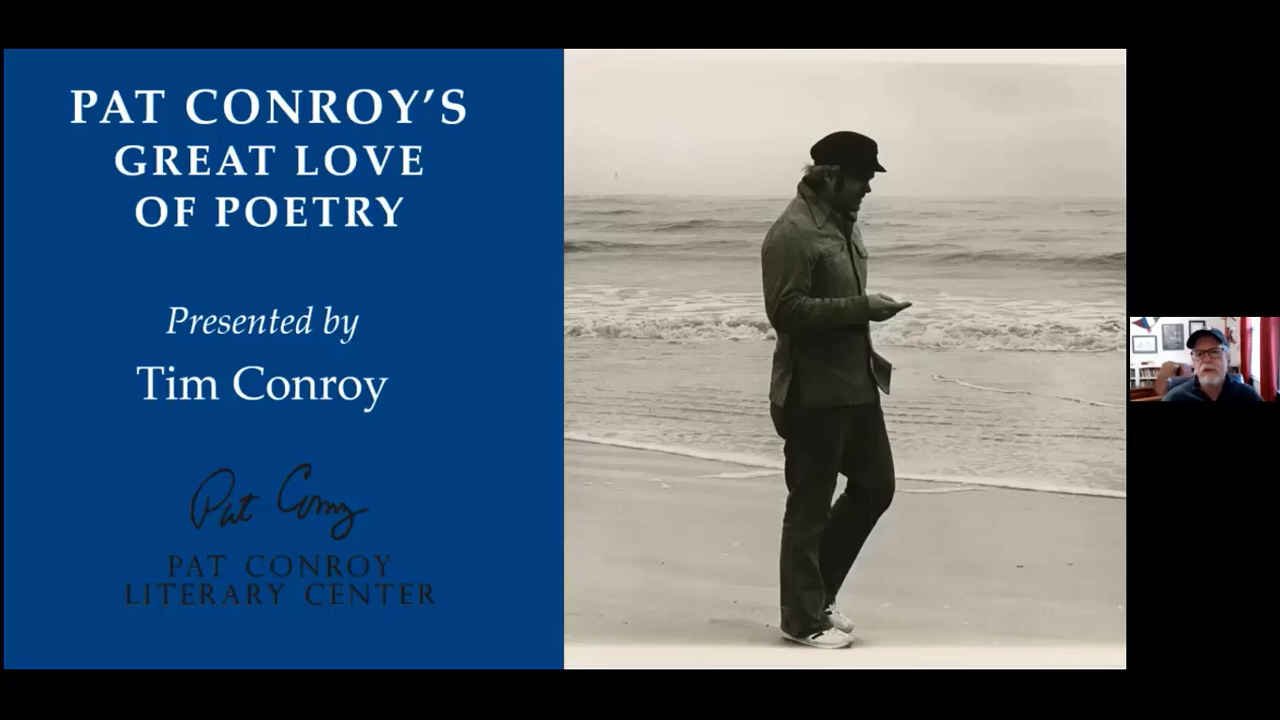 PAT CONROY’S
GREAT LOVE
OF POETRY
Presented by
Tim Conroy
Pat Conroy
PAT CONROY
LITERARY CENTER